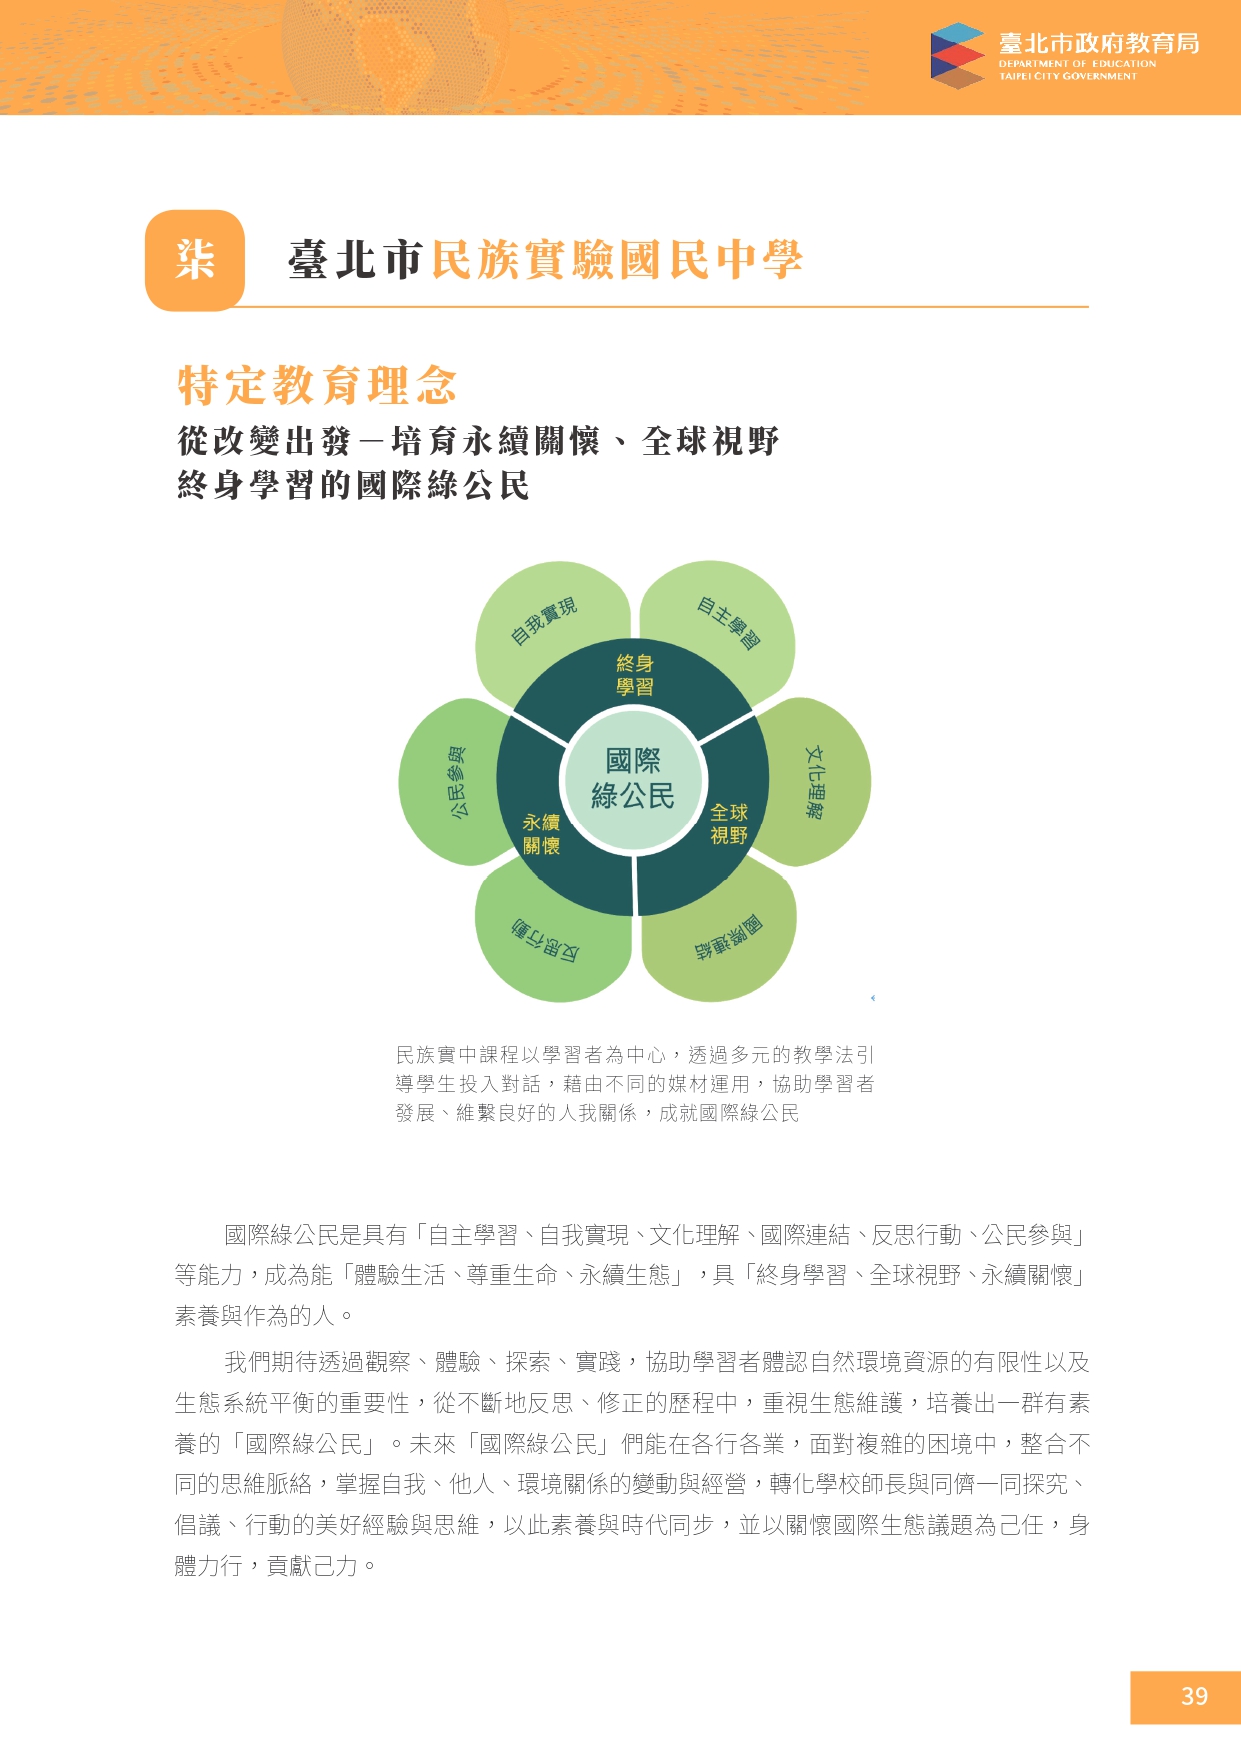 臺北市政府教育局
DEPARTMENT OF EDUCATION
TAIPEI CITY GOVERNMENT
柒
臺北市民族實驗國民中學
特定教育理念
從改變出發－培育永續關懷、全球視野
終身學習的國際綠公民
自我實現
自主學習
終身
學習
公民參與
國際
綠公民
文化理解
永續
關懷
全球
視野
反思行動
國際連結
民族實中課程以學習者為中心，透過多元的教學法引
導學生投入對話，藉由不同的媒材運用，協助學習者
發展、維繫良好的人我關係，成就國際綠公民
國際綠公民是具有「自主學習、自我實現、文化理解、國際連結、反思行動、公民參與」
等能力，成為能「體驗生活、尊重生命、永續生態」，具「終身學習、全球視野、永續關懷」
素養與作為的人。
我們期待透過觀察、體驗、探索、實踐，協助學習者體認自然環境資源的有限性以及
生態系統平衡的重要性，從不斷地反思、修正的歷程中，重視生態維護，培養出一群有素
養的「國際綠公民」。未來「國際綠公民」們能在各行各業，面對複雜的困境中，整合不
同的思維脈絡，掌握自我、他人、環境關係的變動與經營，轉化學校師長與同儕一同探究、
倡議、行動的美好經驗與思維，以此素養與時代同步，並以關懷國際生態議題為己任，身
體力行，貢獻己力。
39